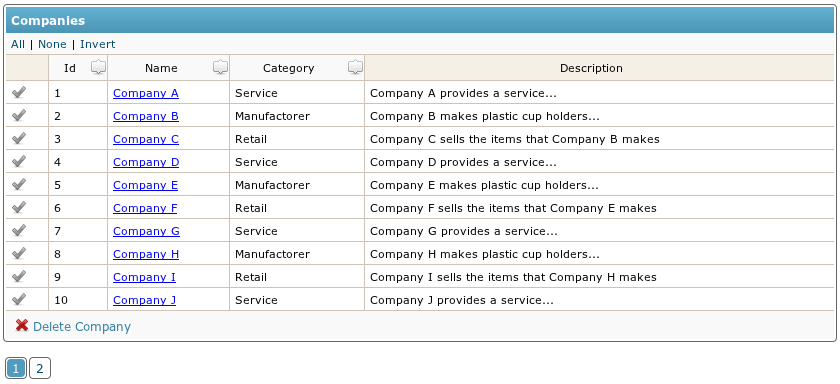 Companies
All | None | Invert
Id Name Category Description
1 Company A Service Company A provides a service...
2 Company B Manufactorer Company B makes plastic cup holders...
3 Company C Retail Company C sells the items that Company B makes
4 Company D Service Company D provides a service...
5 Company E Manufactorer Company E makes plastic cup holders...
6 Company F Retail Company F sells the items that Company E makes
7 Company G Service Company G provides a service...
8 Company H Manufactorer Company H makes plastic cup holders...
9 Company I Retail Company I sells the items that Company H makes
10 Company J Service Company J provides a service...
Delete Company
1 2